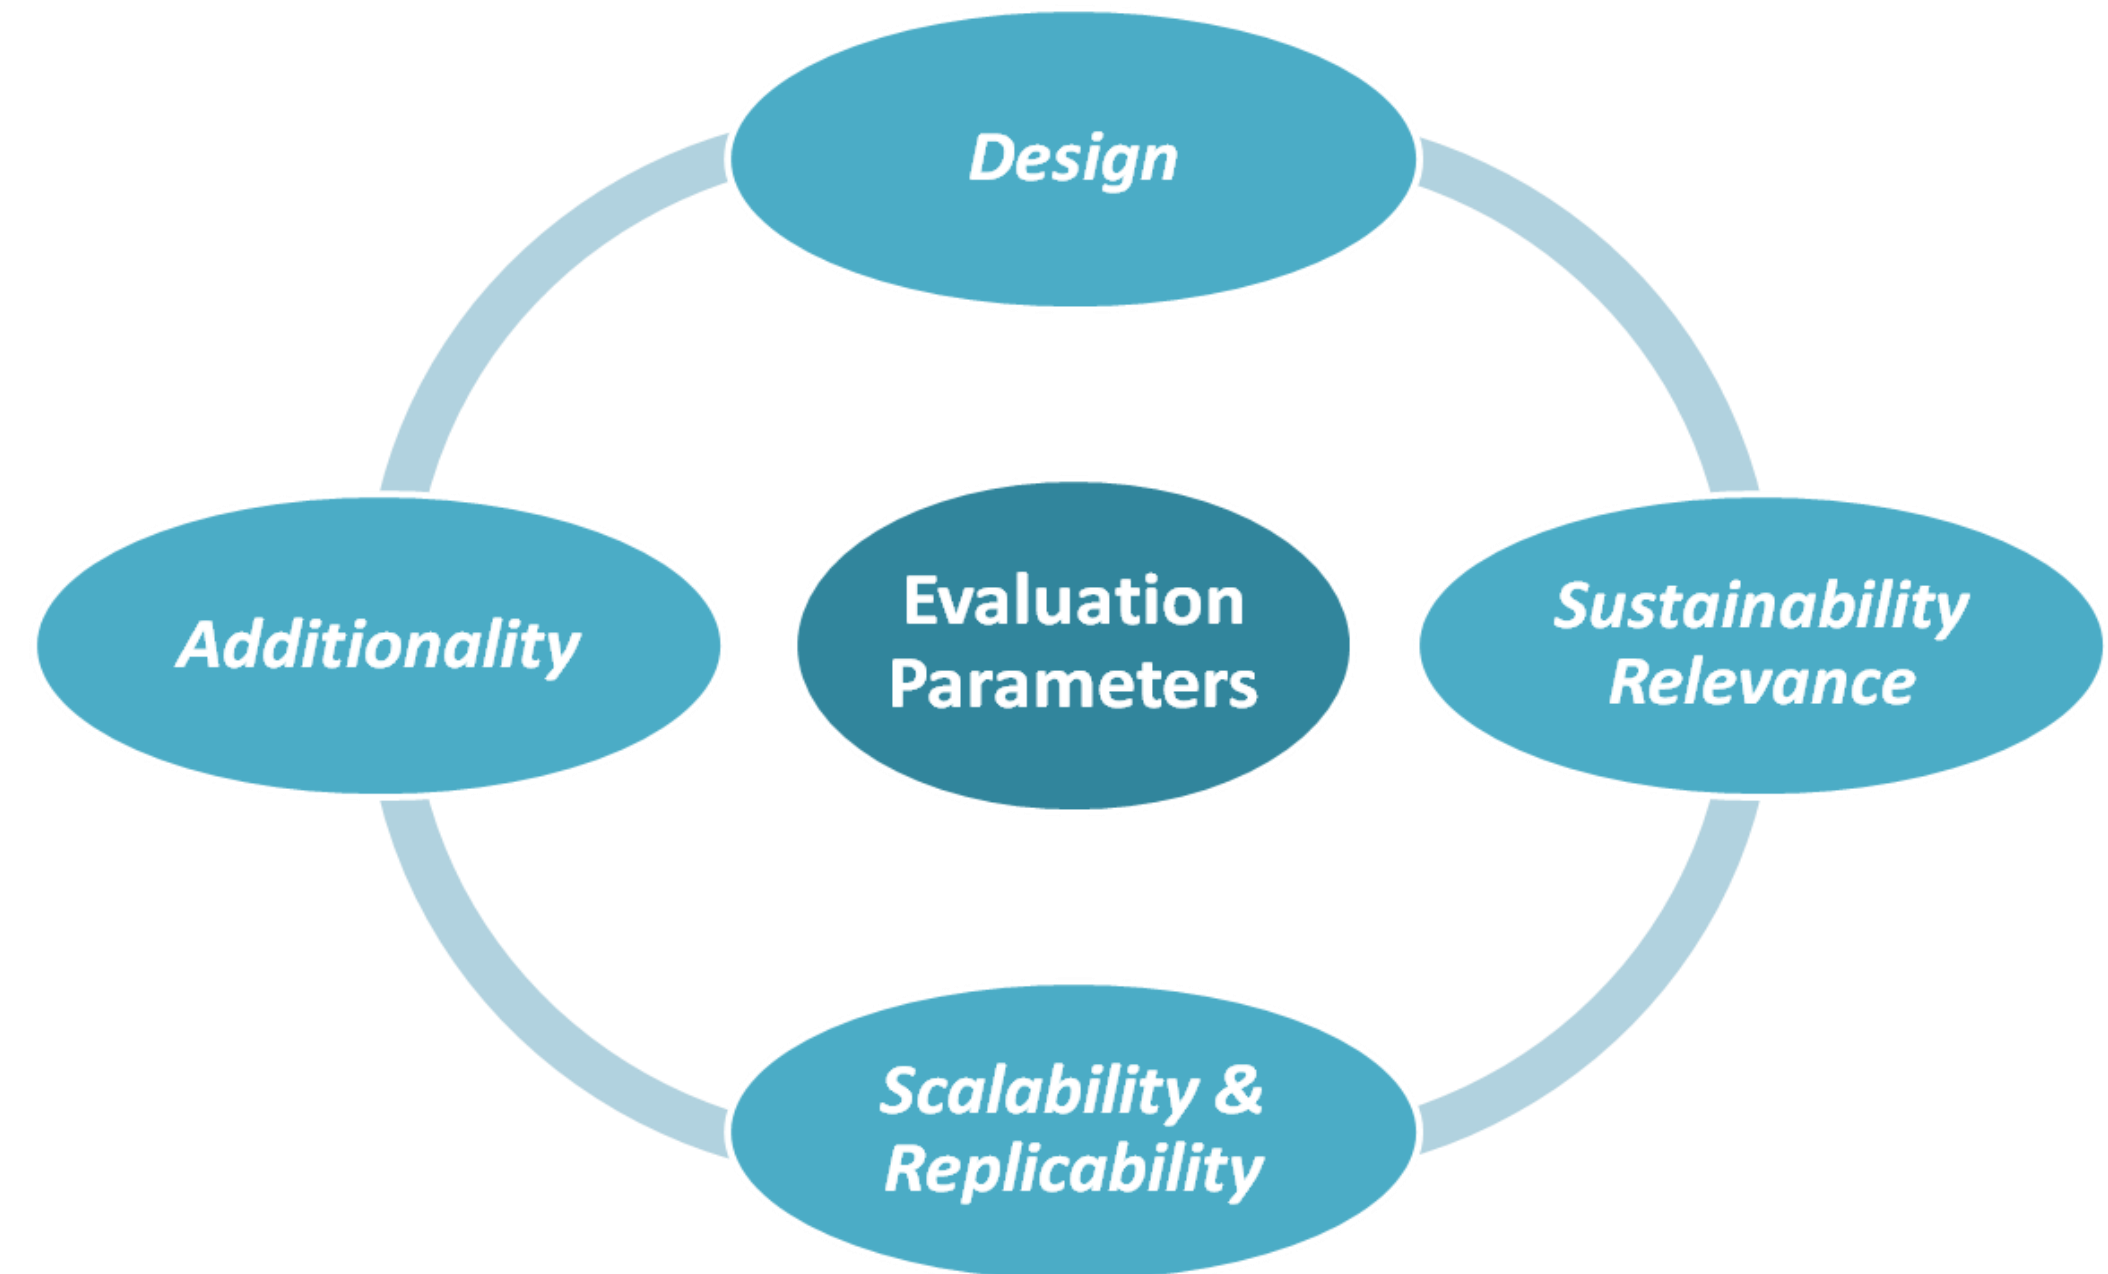 Design
Additionality
Evaluation
Parameters
Sustainability
Relevance
Scalability &
Replicability